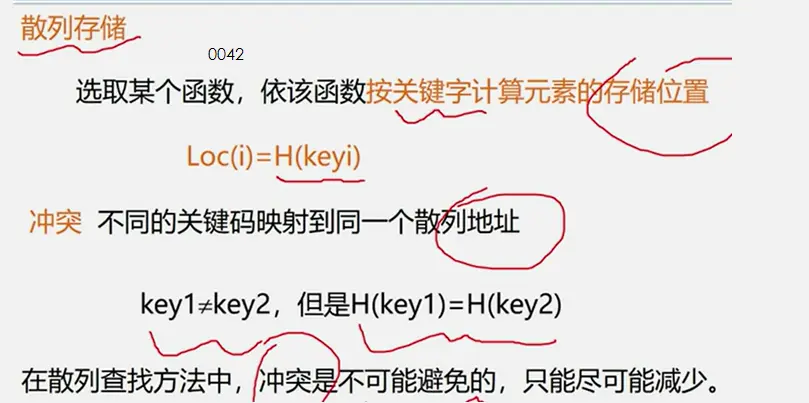 散列存储
0042
选取某个函数，依该函数按关键字计算元素的存储位置
Loc(i)=H(keyi)
冲突 不同的关键码映射到同一个散列地址
key1≠key2，但是H(key1)=H(key2)
在散列查找方法中，冲突是不可能避免的，只能尽可能减少。